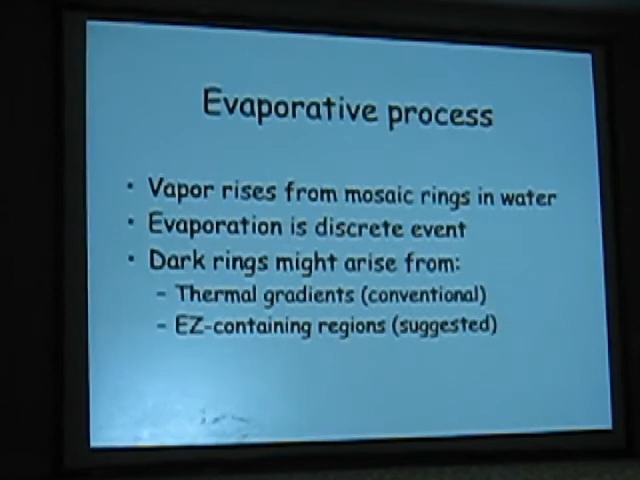 Evaporative process
• Vapor rises from mosaic rings in water
• Evaporation is discrete event
• Dark rings might arise from:
– Thermal gradients (conventional)
– EZ-containing regions (suggested)